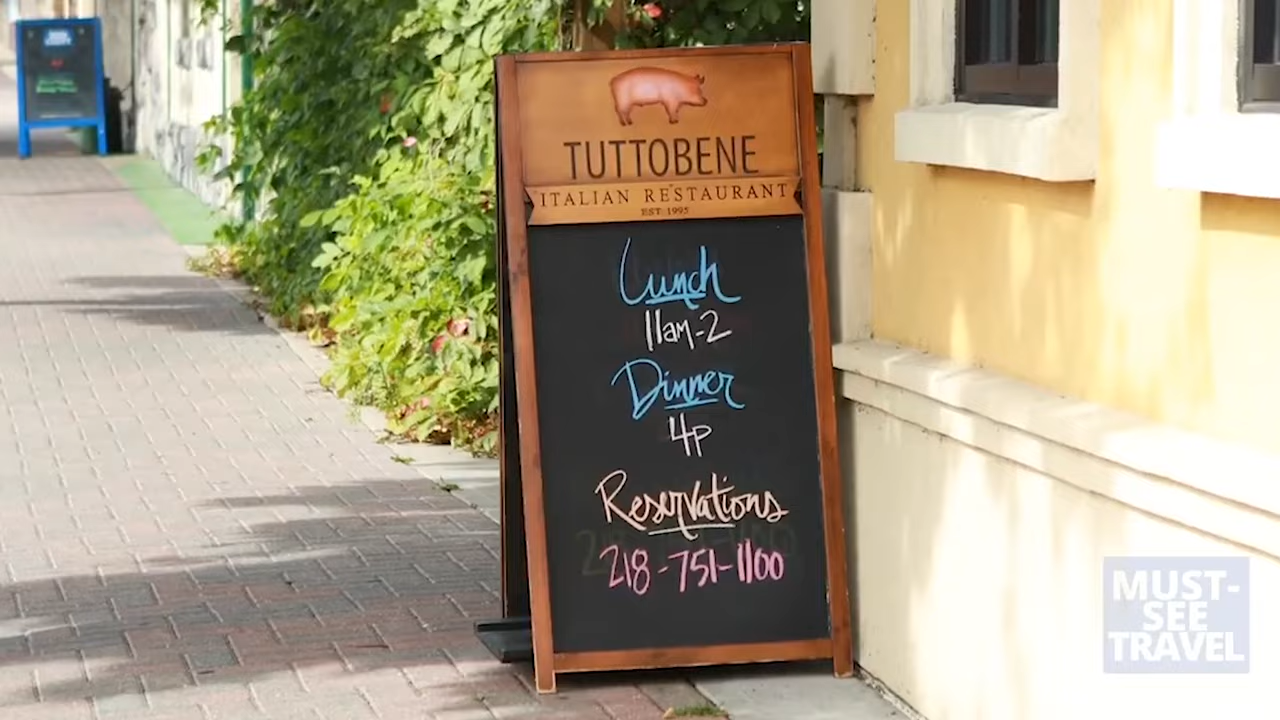 TUTTOBENE
ITALIAN RESTAURANT
EST 1995
Lunch
11am-2
Dinner
4p
Reservations
218-751-1100
MUST-
SEE
TRAVEL